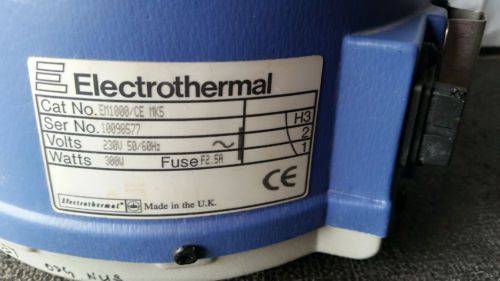 Electrothermal
Cat No. EM1000/CE MK5
Ser No. 10098577
Volts 230V 50/60Hz
Watts 300W Fuse F2.5A
H3
2
1
CE
Electrothermal® Made in the U.K.